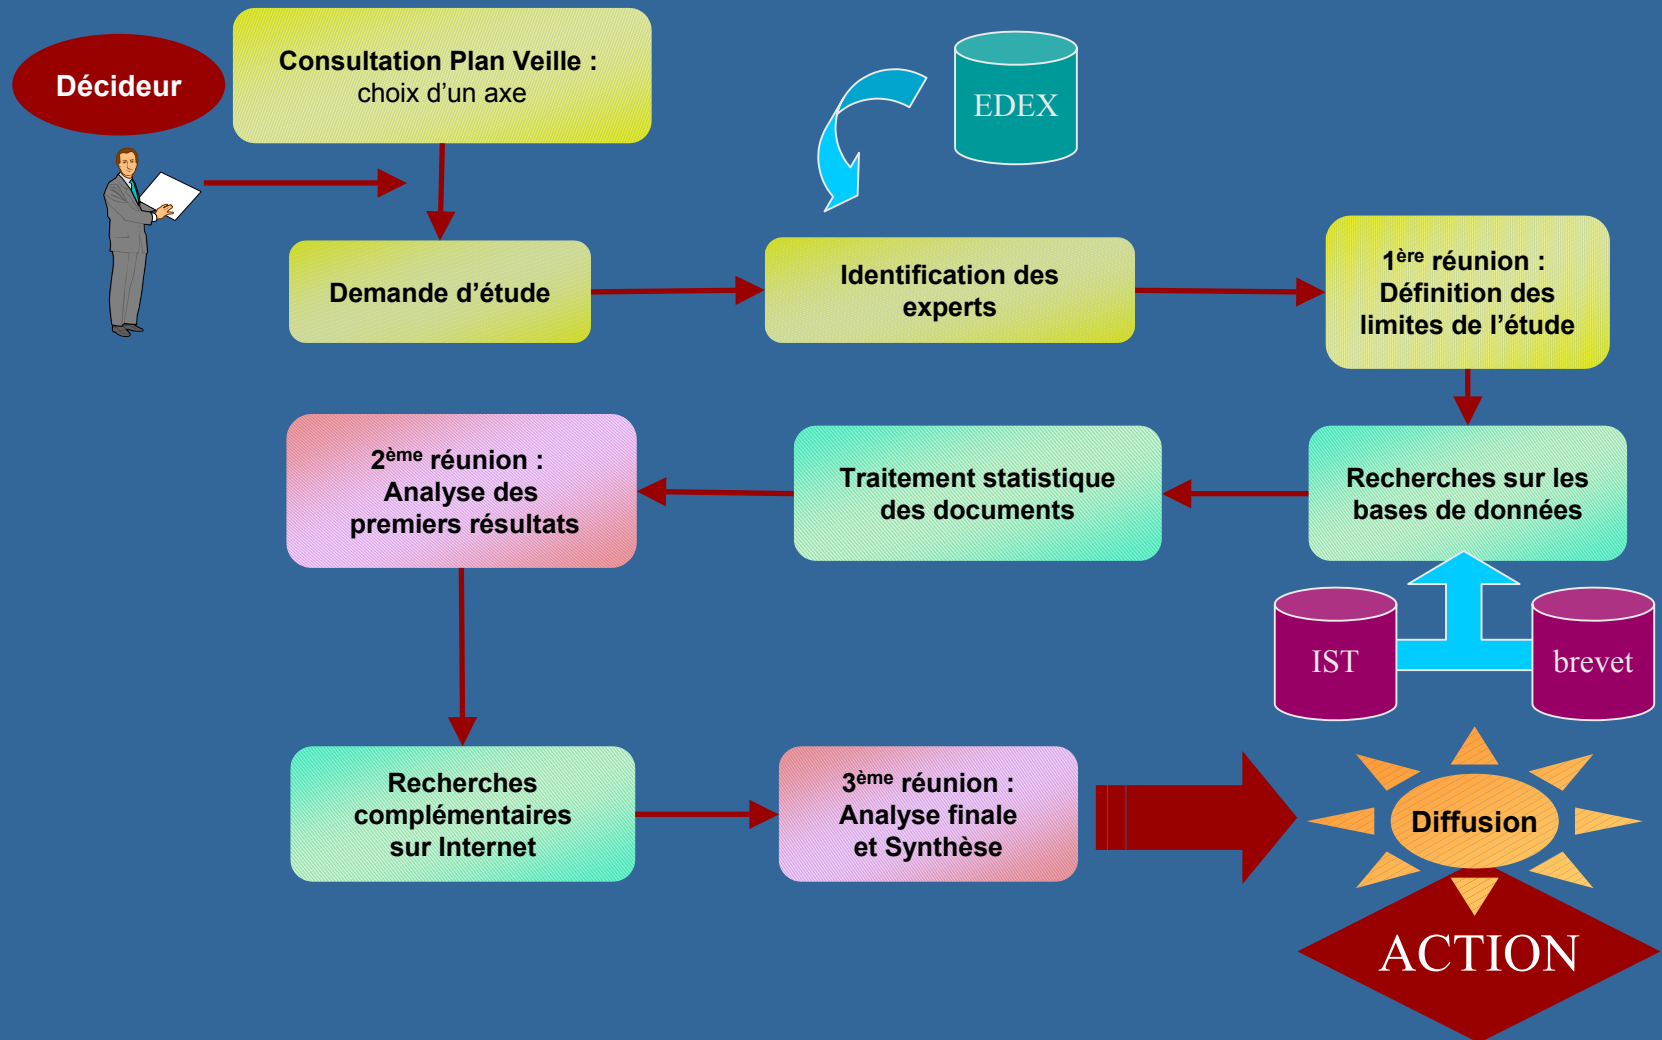 Décideur
Consultation Plan Veille :
choix d’un axe
EDEX
Demande d’étude
Identification des
experts
1ère réunion :
Définition des
limites de l’étude
2ème réunion :
Analyse des
premiers résultats
Traitement statistique
des documents
Recherches sur les
bases de données
IST
brevet
Recherches
complémentaires
sur Internet
3ème réunion :
Analyse finale
et Synthèse
Diffusion
ACTION